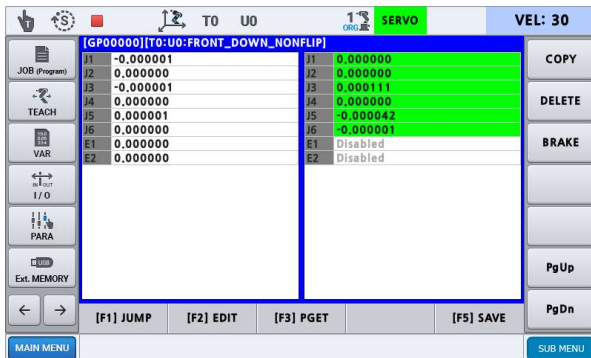 S
T0
U0
ORG
SERVO
VEL: 30
JOB (Program)
TEACH
VAR
IN OUT
I/O
PARA
USB
Ext. MEMORY
[GP00000][T0:U0:FRONT_DOWN_NONFLIP]
J1 -0,000001
J2 0,000000
J3 -0,000001
J4 0,000000
J5 0,000001
J6 0,000000
E1 0,000000
E2 0,000000
J1 0,000000
J2 0,000000
J3 0,000111
J4 0,000000
J5 -0,000042
J6 -0,000001
E1 Disabled
E2 Disabled
COPY
DELETE
BRAKE
PgUp
PgDn
[F1] JUMP
[F2] EDIT
[F3] PGET
[F5] SAVE
MAIN MENU
SUB MENU